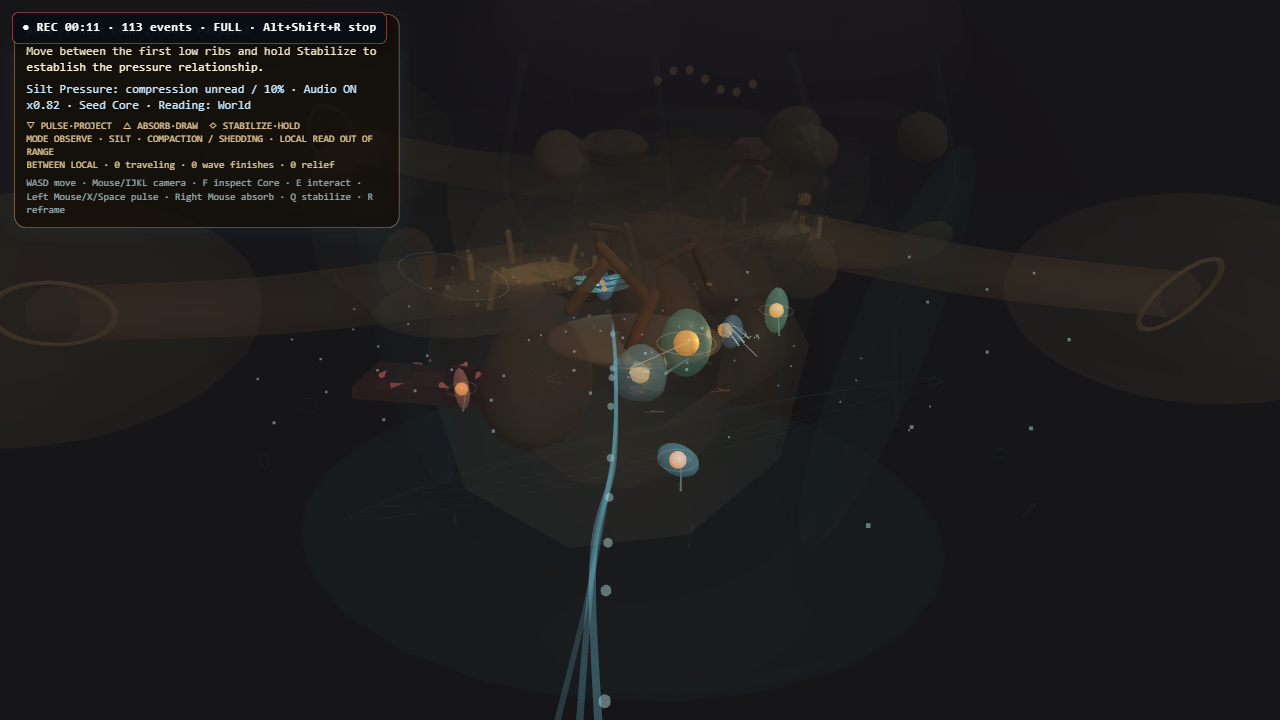 ● REC 00:11 · 113 events · FULL · Alt+Shift+R stop
Move between the first low ribs and hold Stabilize to
establish the pressure relationship.
Silt Pressure: compression unread / 10% · Audio ON
x0.82 · Seed Core · Reading: World
▽ PULSE·PROJECT △ ABSORB·DRAW ◇ STABILIZE·HOLD
MODE OBSERVE · SILT · COMPACTION / SHEDDING · LOCAL READ OUT OF
RANGE
BETWEEN LOCAL · 0 traveling · 0 wave finishes · 0 relief
WASD move · Mouse/IJKL camera · F inspect Core · E interact ·
Left Mouse/X/Space pulse · Right Mouse absorb · Q stabilize · R
reframe